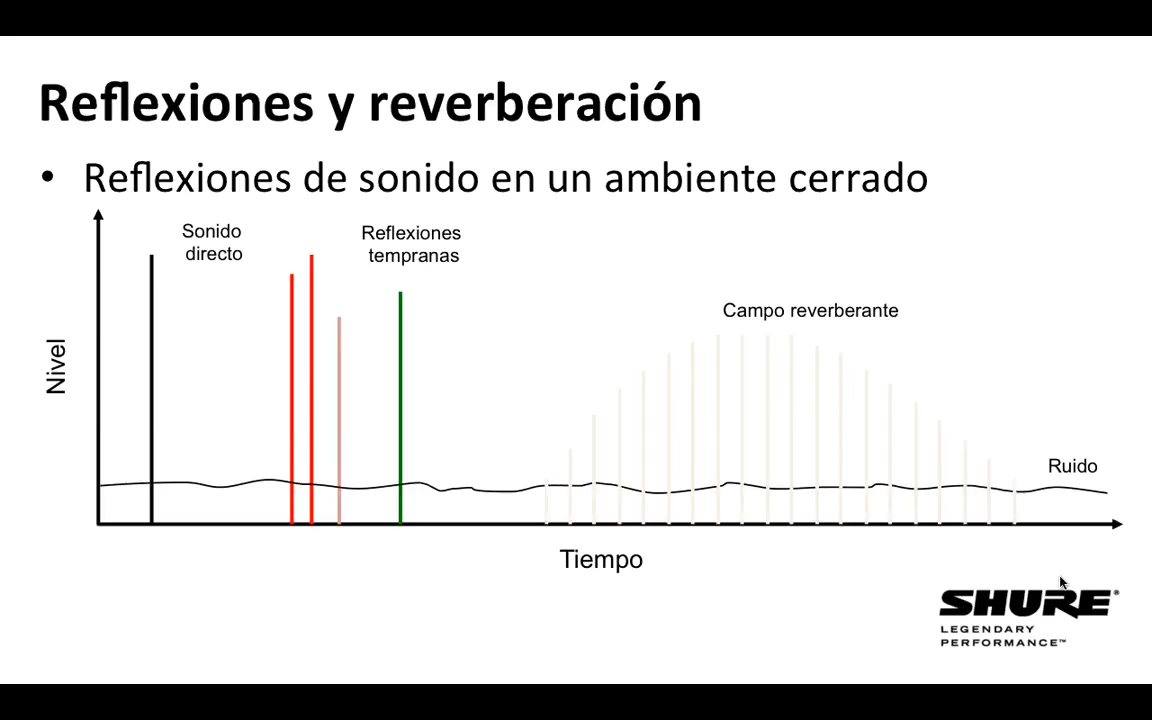 Reflexiones y reverberación
• Reflexiones de sonido en un ambiente cerrado
Sonido
directo
Reflexiones
tempranas
Campo reverberante
Nivel
Ruido
Tiempo
SHURE®
LEGENDARY
PERFORMANCE™